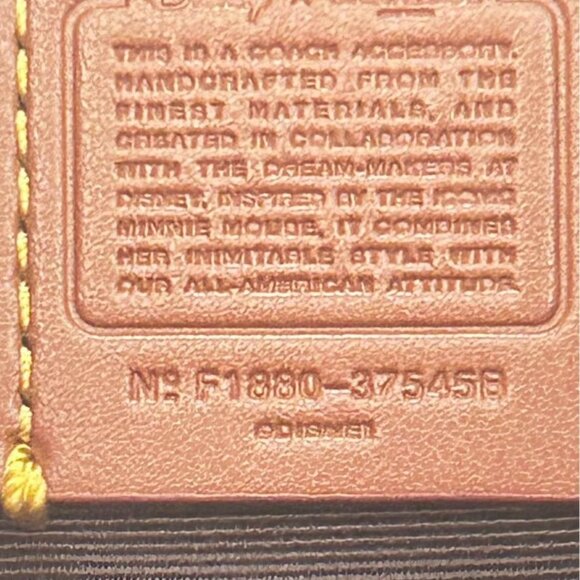 THIS IS A COACH ACCESSORY.
HANDCRAFTED FROM THE
FINEST MATERIALS, AND
CREATED IN COLLABORATION
WITH THE DREAM-MAKERS AT
DISNEY. INSPIRED BY THE ICONIC
MINNIE MOUSE, IT COMBINES
HER INIMITABLE STYLE WITH
OUR ALL-AMERICAN ATTITUDE.
Nº F1880-37545B
©DISNEY